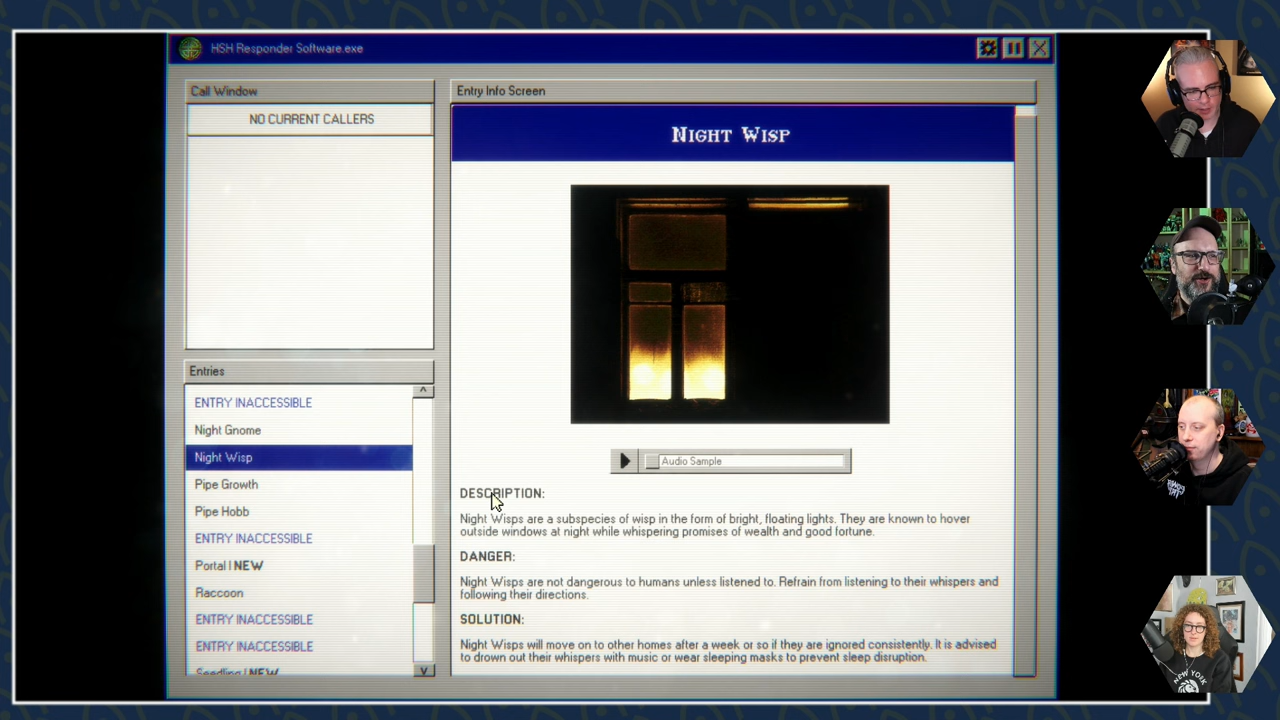 HSH Responder Software.exe
Call Window
NO CURRENT CALLERS
Entries
ENTRY INACCESSIBLE
Night Gnome
Night Wisp
Pipe Growth
Pipe Hobb
ENTRY INACCESSIBLE
Portal | NEW
Raccoon
ENTRY INACCESSIBLE
ENTRY INACCESSIBLE
Seedling | NEW
Entry Info Screen
NIGHT WISP
Audio Sample
DESCRIPTION:
Night Wisps are a subspecies of wisp in the form of bright, floating lights. They are known to hover
outside windows at night while whispering promises of wealth and good fortune.
DANGER:
Night Wisps are not dangerous to humans unless listened to. Refrain from listening to their whispers and
following their directions.
SOLUTION:
Night Wisps will move on to other homes after a week or so if they are ignored consistently. It is advised
to drown out their whispers with music or wear sleeping masks to prevent sleep disruption.
NEW YORK